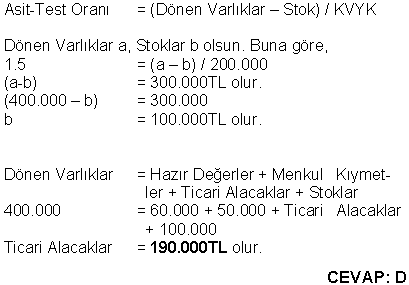 Asit-Test Oranı = (Dönen Varlıklar – Stok) / KVYK
Dönen Varlıklar a, Stoklar b olsun. Buna göre,
1.5 = (a – b) / 200.000
(a-b) = 300.000TL olur.
(400.000 – b) = 300.000
b = 100.000TL olur.
Dönen Varlıklar = Hazır Değerler + Menkul Kıymet-
ler + Ticari Alacaklar + Stoklar
400.000 = 60.000 + 50.000 + Ticari Alacaklar
+ 100.000
Ticari Alacaklar = 190.000TL olur.
CEVAP: D